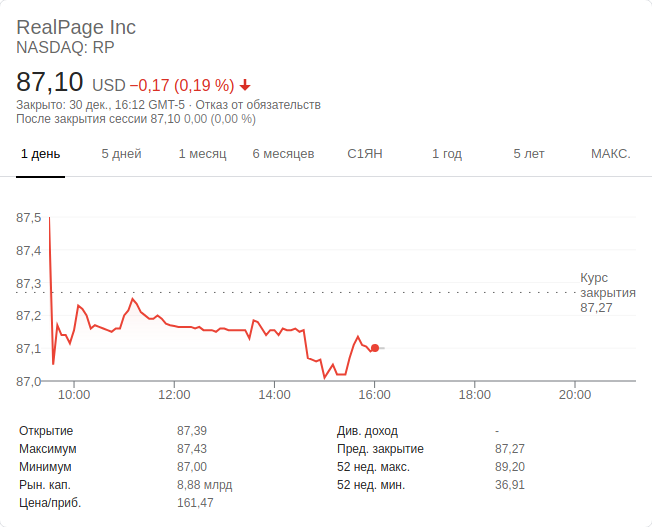 RealPage Inc
NASDAQ: RP
87,10 USD −0,17 (0,19 %)
Закрыто: 30 дек., 16:12 GMT-5 · Отказ от обязательств
После закрытия сессии 87,10 0,00 (0,00 %)
1 день 5 дней 1 месяц 6 месяцев С1ЯН 1 год 5 лет МАКС.
87,5
87,4
87,3
87,2
87,1
87,0
Курс
закрытия
87,27
10:00 12:00 14:00 16:00 18:00 20:00
Открытие 87,39 Див. доход -
Максимум 87,43 Пред. закрытие 87,27
Минимум 87,00 52 нед. макс. 89,20
Рын. кап. 8,88 млрд 52 нед. мин. 36,91
Цена/приб. 161,47